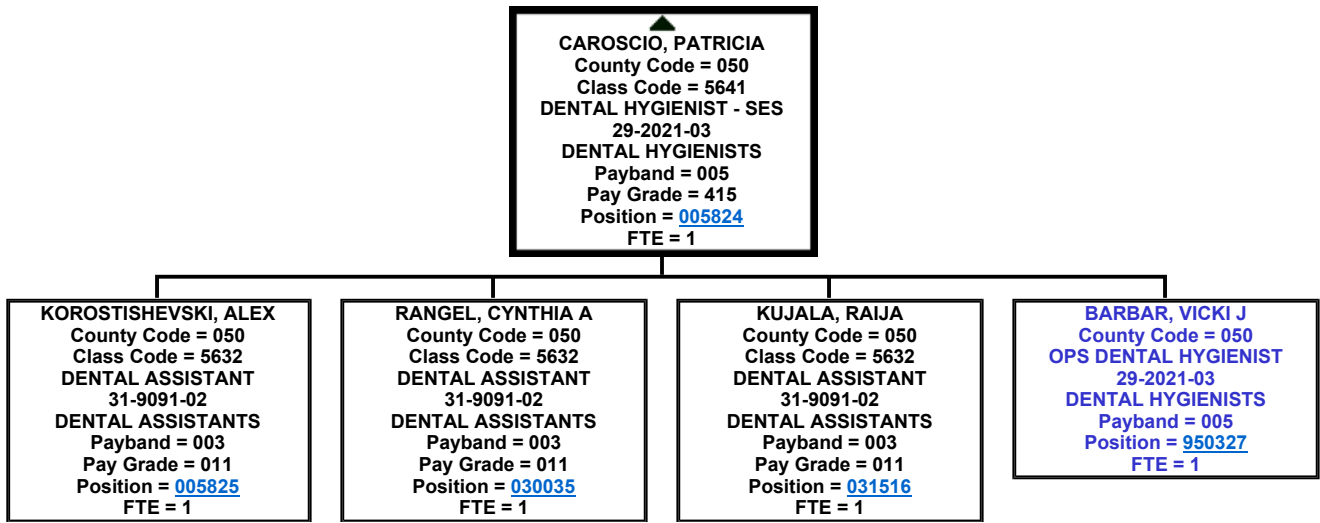 CAROSCIO, PATRICIA
County Code = 050
Class Code = 5641
DENTAL HYGIENIST - SES
29-2021-03
DENTAL HYGIENISTS
Payband = 005
Pay Grade = 415
Position = 005824
FTE = 1
KOROSTISHEVSKI, ALEX
County Code = 050
Class Code = 5632
DENTAL ASSISTANT
31-9091-02
DENTAL ASSISTANTS
Payband = 003
Pay Grade = 011
Position = 005825
FTE = 1
RANGEL, CYNTHIA A
County Code = 050
Class Code = 5632
DENTAL ASSISTANT
31-9091-02
DENTAL ASSISTANTS
Payband = 003
Pay Grade = 011
Position = 030035
FTE = 1
KUJALA, RAIJA
County Code = 050
Class Code = 5632
DENTAL ASSISTANT
31-9091-02
DENTAL ASSISTANTS
Payband = 003
Pay Grade = 011
Position = 031516
FTE = 1
BARBAR, VICKI J
County Code = 050
OPS DENTAL HYGIENIST
29-2021-03
DENTAL HYGIENISTS
Payband = 005
Position = 950327
FTE = 1